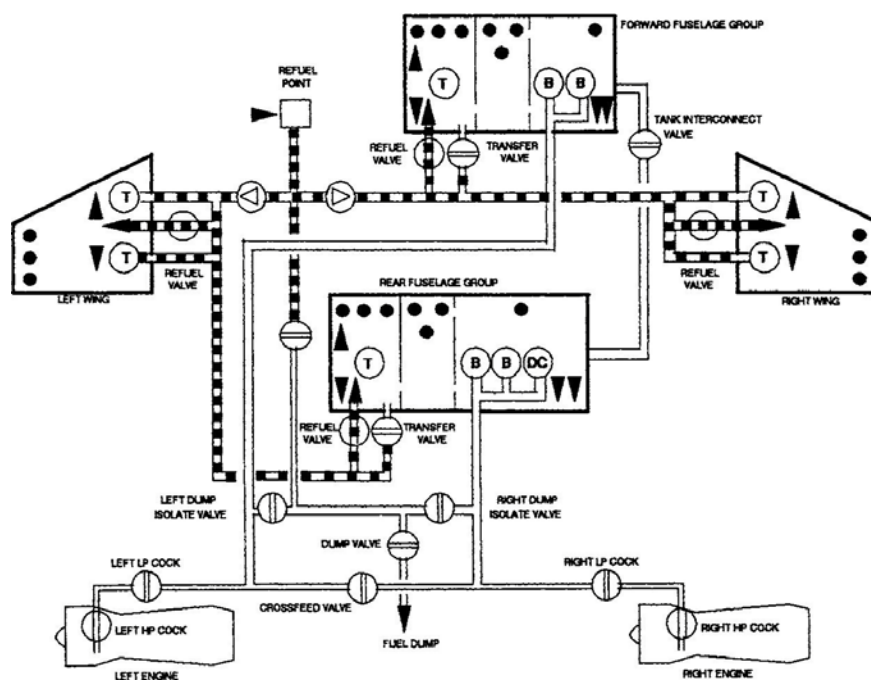 FORWARD FUSELAGE GROUP
REFUEL
POINT
T
B
B
TANK INTERCONNECT
VALVE
REFUEL
VALVE
TRANSFER
VALVE
T
T
T
T
REFUEL
VALVE
REFUEL
VALVE
LEFT WING
RIGHT WING
REAR FUSELAGE GROUP
T
B
B
DC
REFUEL
VALVE
TRANSFER
VALVE
LEFT DUMP
ISOLATE VALVE
RIGHT DUMP
ISOLATE VALVE
DUMP VALVE
LEFT LP COCK
RIGHT LP COCK
CROSSFEED VALVE
LEFT HP COCK
RIGHT HP COCK
FUEL DUMP
LEFT ENGINE
RIGHT ENGINE